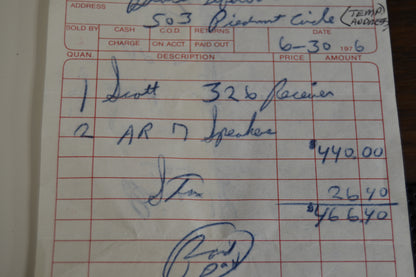 ADDRESS 503 Piedmont Circle (TEMP ADDRESS)
SOLD BY CASH C.O.D. RETURNS DATE
CHARGE ON ACCT PAID OUT 6-30 1976
QUAN. DESCRIPTION PRICE AMOUNT
1 Scott 326 Receiver
2 AR 7 Speakers
$440.00
S Tax 26.40
$466.40